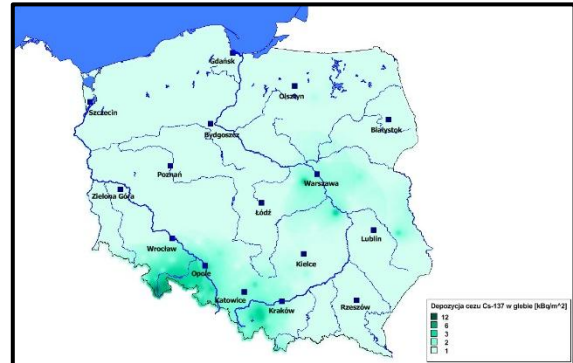 Gdańsk
Olsztyn
Szczecin
Bydgoszcz
Białystok
Poznań
Warszawa
Zielona Góra
Łódź
Wrocław
Lublin
Opole
Kielce
Katowice
Kraków
Rzeszów
Depozycja cezu Cs-137 w glebie [kBq/m^2]
12
6
3
2
1